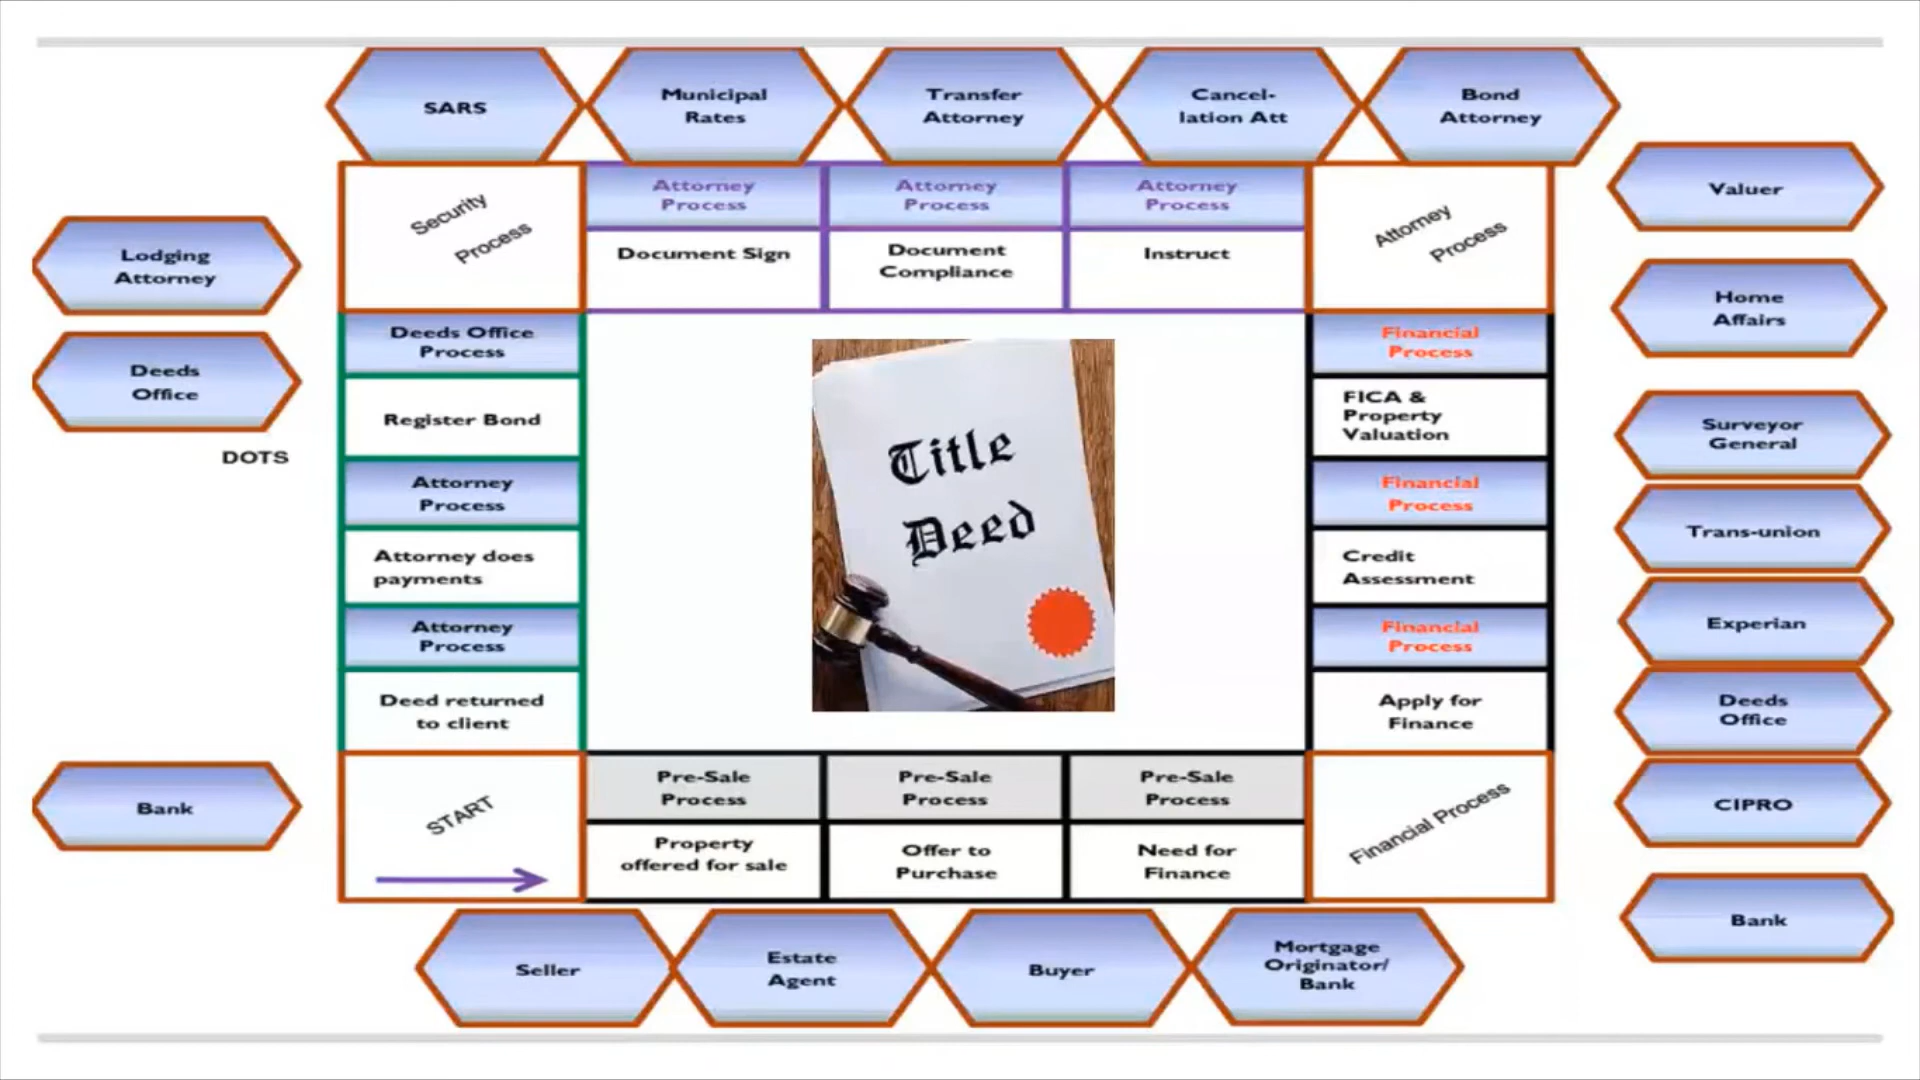 SARS
Municipal
Rates
Transfer
Attorney
Cancel-
lation Att
Bond
Attorney
Valuer
Home
Affairs
Surveyor
General
Trans-union
Experian
Deeds
Office
CIPRO
Bank
Lodging
Attorney
Deeds
Office
DOTS
Bank
Security
Process
Attorney
Process
Document Sign
Attorney
Process
Document
Compliance
Attorney
Process
Instruct
Attorney
Process
Deeds Office
Process
Register Bond
Attorney
Process
Attorney does
payments
Attorney
Process
Deed returned
to client
Title
Deed
Financial
Process
FICA &
Property
Valuation
Financial
Process
Credit
Assessment
Financial
Process
Apply for
Finance
START
Pre-Sale
Process
Property
offered for sale
Pre-Sale
Process
Offer to
Purchase
Pre-Sale
Process
Need for
Finance
Financial Process
Seller
Estate
Agent
Buyer
Mortgage
Originator/
Bank